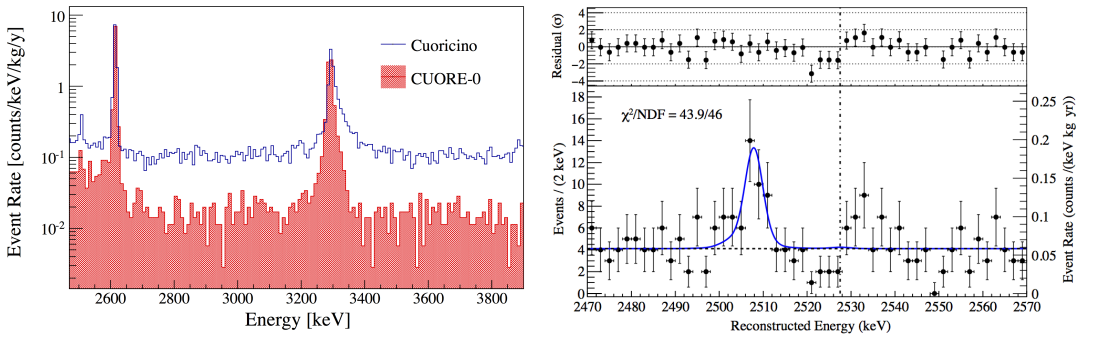 Event Rate [counts/keV/kg/y]
10
1
10⁻¹
10⁻²
Cuoricino
CUORE-0
2600 2800 3000 3200 3400 3600 3800
Energy [keV]
Residual (σ)
4
2
0
−2
−4
χ²/NDF = 43.9/46
Events / (2 keV)
18
16
14
12
10
8
6
4
2
0
0.25
0.2
0.15
0.1
0.05
0
Event Rate (counts /(keV kg yr))
2470 2480 2490 2500 2510 2520 2530 2540 2550 2560 2570
Reconstructed Energy (keV)